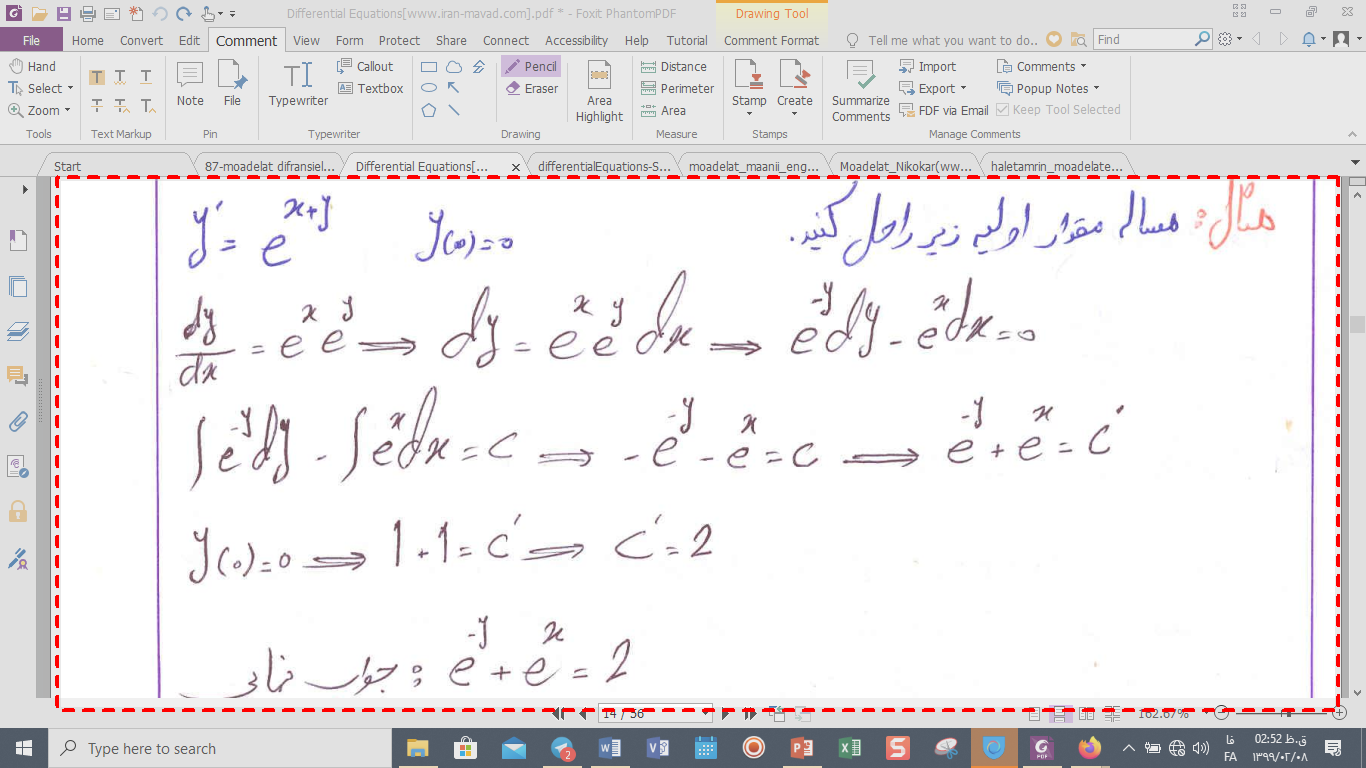 Differential Equations[www.iran-mavad.com].pdf * - Foxit PhantomPDF
Drawing Tool
File Home Convert Edit Comment View Form Protect Share Connect Accessibility Help Tutorial Comment Format
Tell me what you want to do..
Find
Hand
Select
Zoom
Tools
Text Markup
Note
File
Pin
Typewriter
Callout
Textbox
Typewriter
Pencil
Eraser
Drawing
Area Highlight
Distance
Perimeter
Area
Measure
Stamp
Create
Stamps
Summarize Comments
Import
Export
FDF via Email
Comments
Popup Notes
Keep Tool Selected
Manage Comments
Start
87-moadelat difransiel...
Differential Equations[...
differentialEquations-S...
moadelat_maanii_eng...
Moadelat_Nikokar(ww...
haletamrin_moadelate...
مثال: مساله مقدار اولیه زیر را حل کنید.
y' = e^{x+y} y(0)=0
dy/dx = e^x e^y ⟹ dy = e^x e^y dx ⟹ e^{-y}dy - e^x dx = 0
∫e^{-y}dy - ∫e^x dx = c ⟹ -e^{-y} - e^x = c ⟹ e^{-y} + e^x = c'
y(0)=0 ⟹ 1+1=c' ⟹ c'=2
جواب نهائی: e^{-y} + e^x = 2
14 / 36
162.67%
Type here to search
2
فا
FA
02:52 ق.ظ
۱۳۹۹/۰۲/۰۸